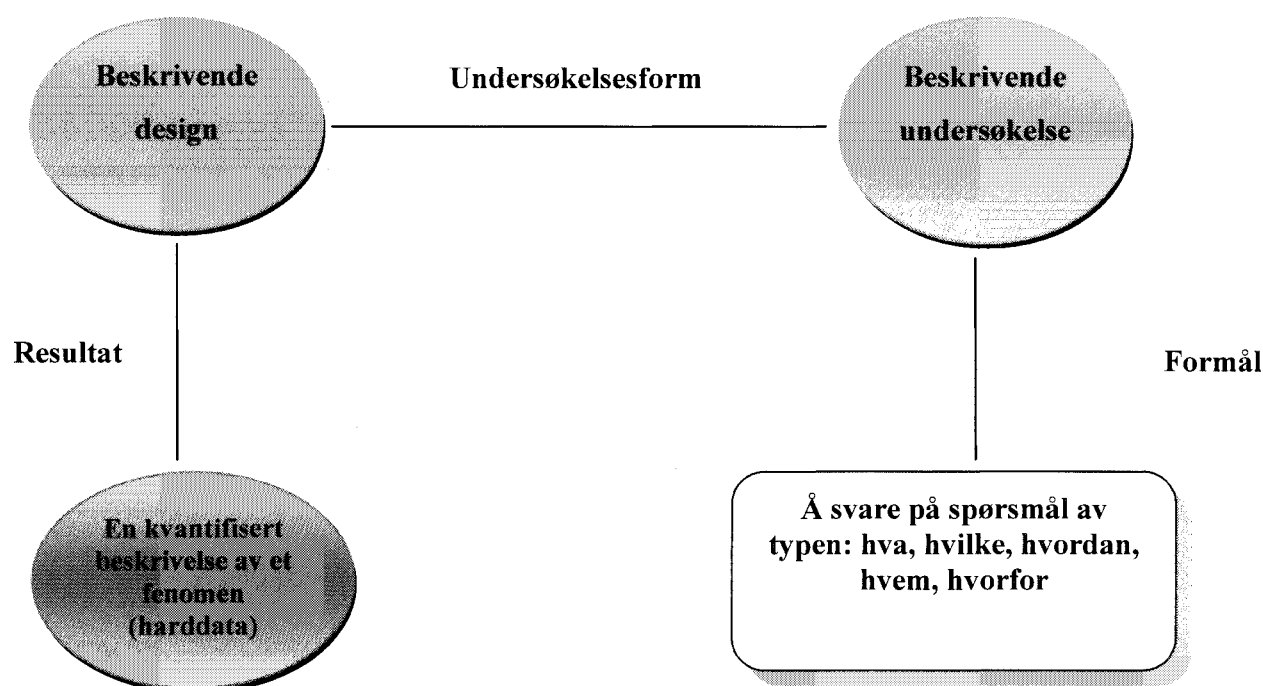 Beskrivende
design
Undersøkelsesform
Beskrivende
undersøkelse
Resultat
Formål
En kvantifisert
beskrivelse av et
fenomen
(harddata)
Å svare på spørsmål av
typen: hva, hvilke, hvordan,
hvem, hvorfor